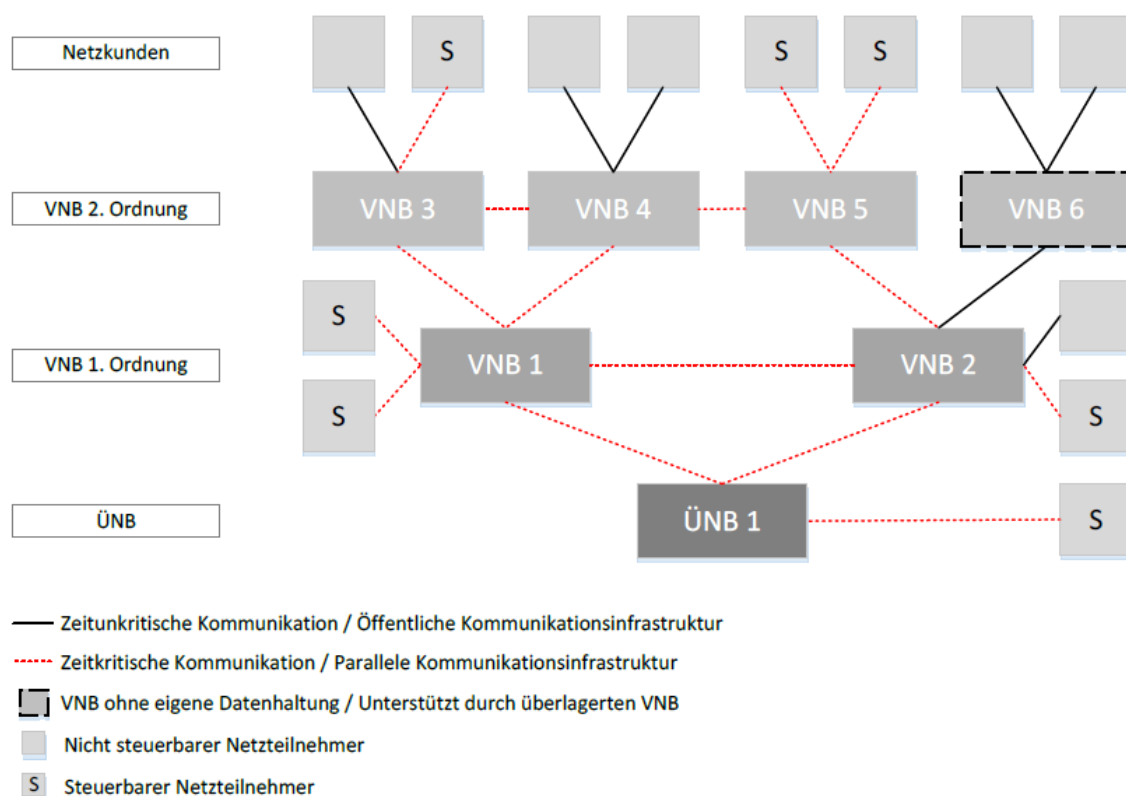 Netzkunden
S
S
S
VNB 2. Ordnung
VNB 3
VNB 4
VNB 5
VNB 6
S
VNB 1. Ordnung
VNB 1
VNB 2
S
S
ÜNB
ÜNB 1
S
Zeitunkritische Kommunikation / Öffentliche Kommunikationsinfrastruktur
Zeitkritische Kommunikation / Parallele Kommunikationsinfrastruktur
VNB ohne eigene Datenhaltung / Unterstützt durch überlagerten VNB
Nicht steuerbarer Netzteilnehmer
S Steuerbarer Netzteilnehmer